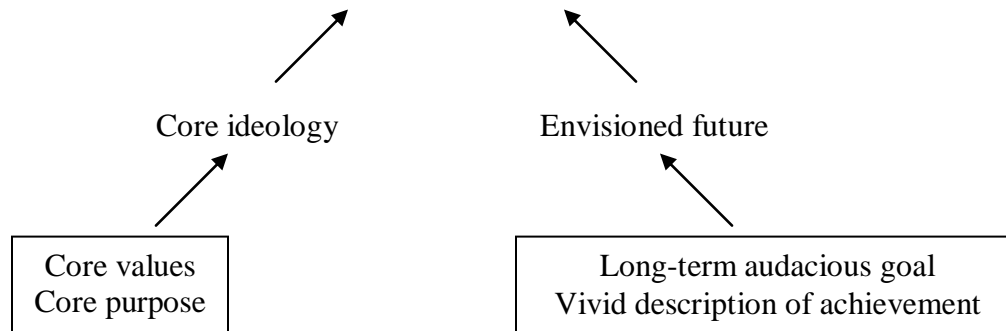 Core ideology
Envisioned future
Core values
Core purpose
Long-term audacious goal
Vivid description of achievement